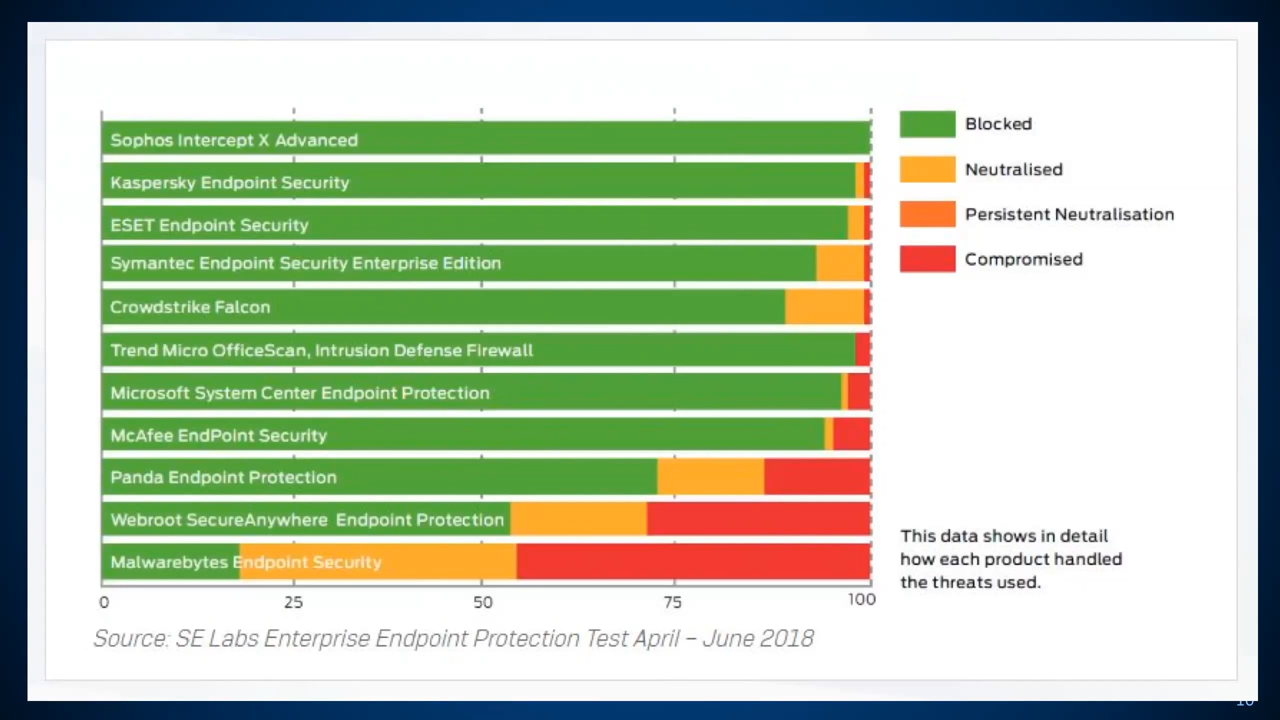 Sophos Intercept X Advanced
Kaspersky Endpoint Security
ESET Endpoint Security
Symantec Endpoint Security Enterprise Edition
Crowdstrike Falcon
Trend Micro OfficeScan, Intrusion Defense Firewall
Microsoft System Center Endpoint Protection
McAfee EndPoint Security
Panda Endpoint Protection
Webroot SecureAnywhere Endpoint Protection
Malwarebytes Endpoint Security
0 25 50 75 100
Blocked
Neutralised
Persistent Neutralisation
Compromised
This data shows in detail
how each product handled
the threats used.
Source: SE Labs Enterprise Endpoint Protection Test April – June 2018